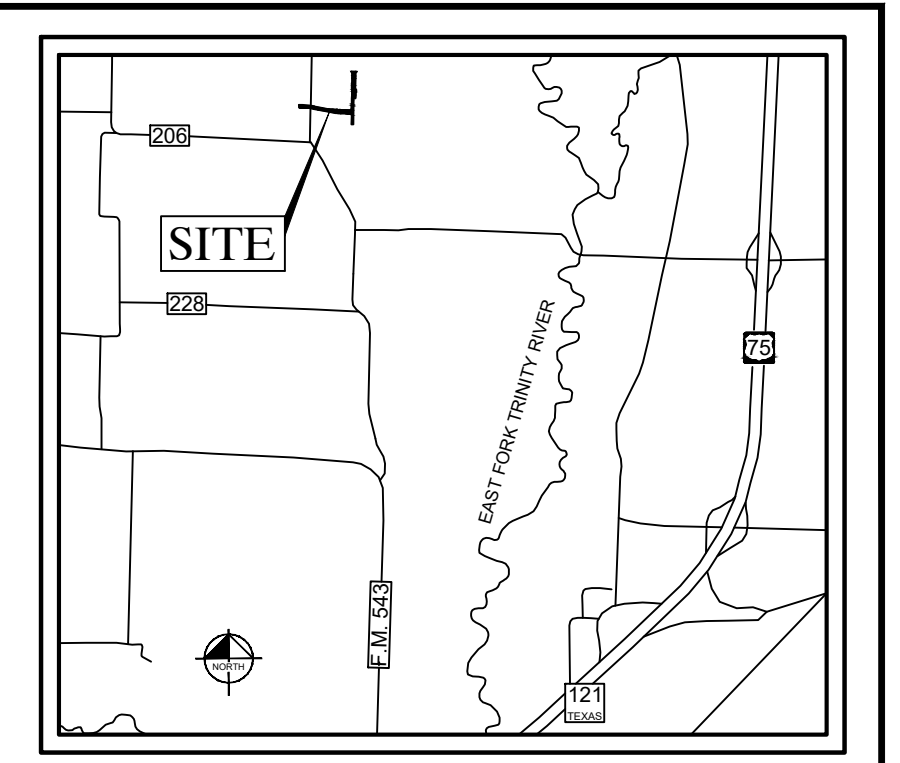 206
SITE
228
EAST FORK TRINITY RIVER
75
F.M. 543
NORTH
121
TEXAS